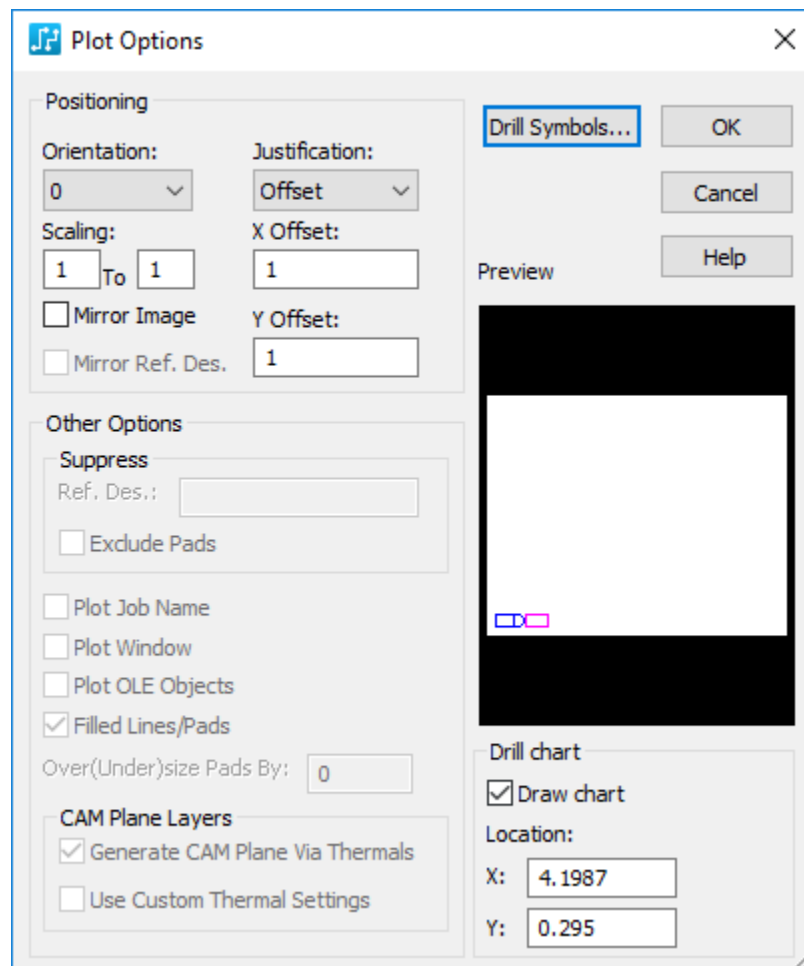 Plot Options
Positioning
Orientation:
Justification:
0
Offset
Scaling:
X Offset:
1 To 1
1
Mirror Image
Y Offset:
Mirror Ref. Des.
1
Drill Symbols...
OK
Cancel
Help
Preview
Other Options
Suppress
Ref. Des.:
Exclude Pads
Plot Job Name
Plot Window
Plot OLE Objects
Filled Lines/Pads
Over(Under)size Pads By: 0
CAM Plane Layers
Generate CAM Plane Via Thermals
Use Custom Thermal Settings
Drill chart
Draw chart
Location:
X: 4.1987
Y: 0.295